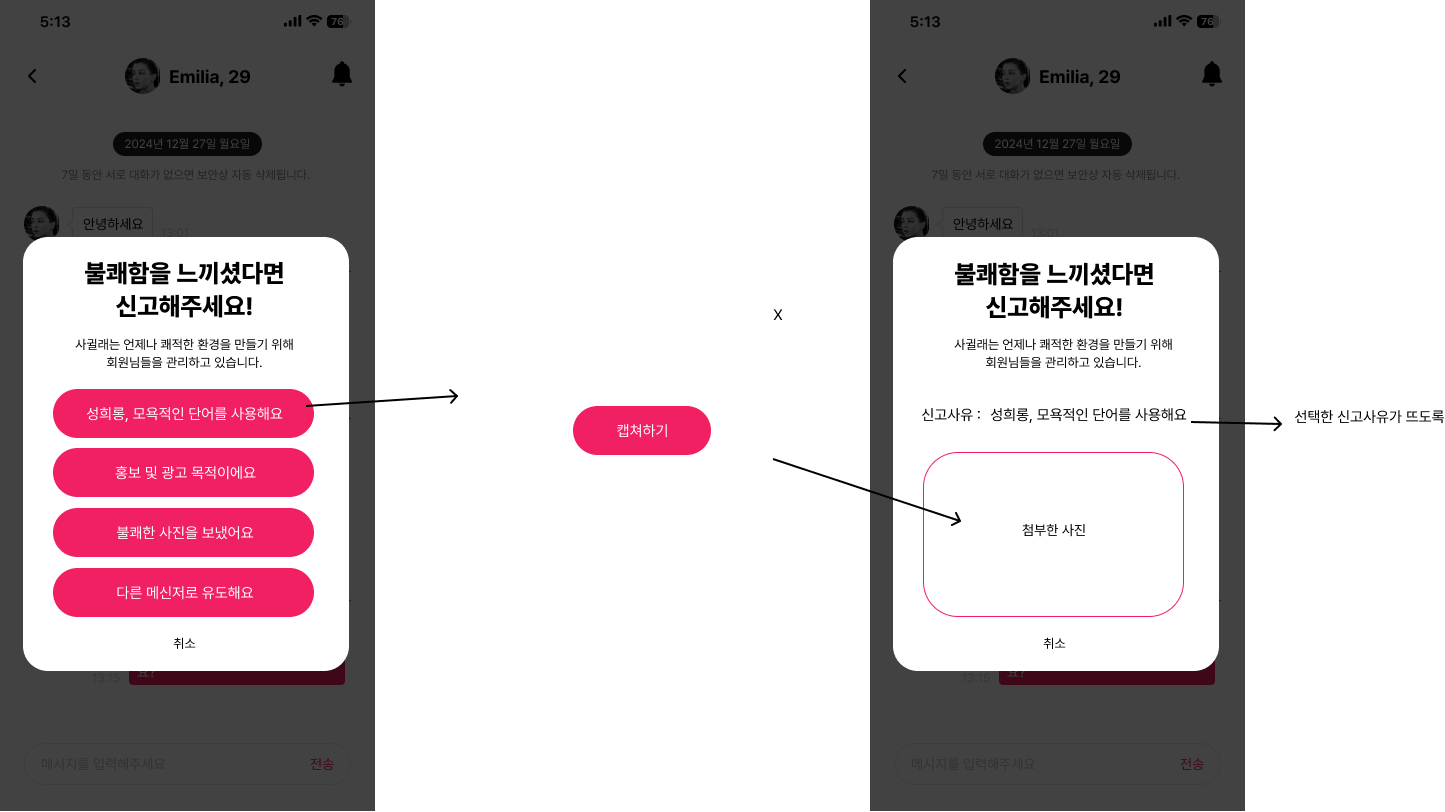 5:13
76
Emilia, 29
2024년 12월 27일 월요일
7일 동안 서로 대화가 없으면 보안상 자동 삭제됩니다.
안녕하세요
13:01
불쾌함을 느끼셨다면
신고해주세요!
사귈래는 언제나 쾌적한 환경을 만들기 위해
회원님들을 관리하고 있습니다.
성희롱, 모욕적인 단어를 사용해요
홍보 및 광고 목적이에요
불쾌한 사진을 보냈어요
다른 메신저로 유도해요
취소
13:15
요?
메시지를 입력해주세요
전송
X
캡쳐하기
5:13
76
Emilia, 29
2024년 12월 27일 월요일
7일 동안 서로 대화가 없으면 보안상 자동 삭제됩니다.
안녕하세요
13:01
불쾌함을 느끼셨다면
신고해주세요!
사귈래는 언제나 쾌적한 환경을 만들기 위해
회원님들을 관리하고 있습니다.
신고사유 : 성희롱, 모욕적인 단어를 사용해요
첨부한 사진
취소
13:15
요?
메시지를 입력해주세요
전송
선택한 신고사유가 뜨도록